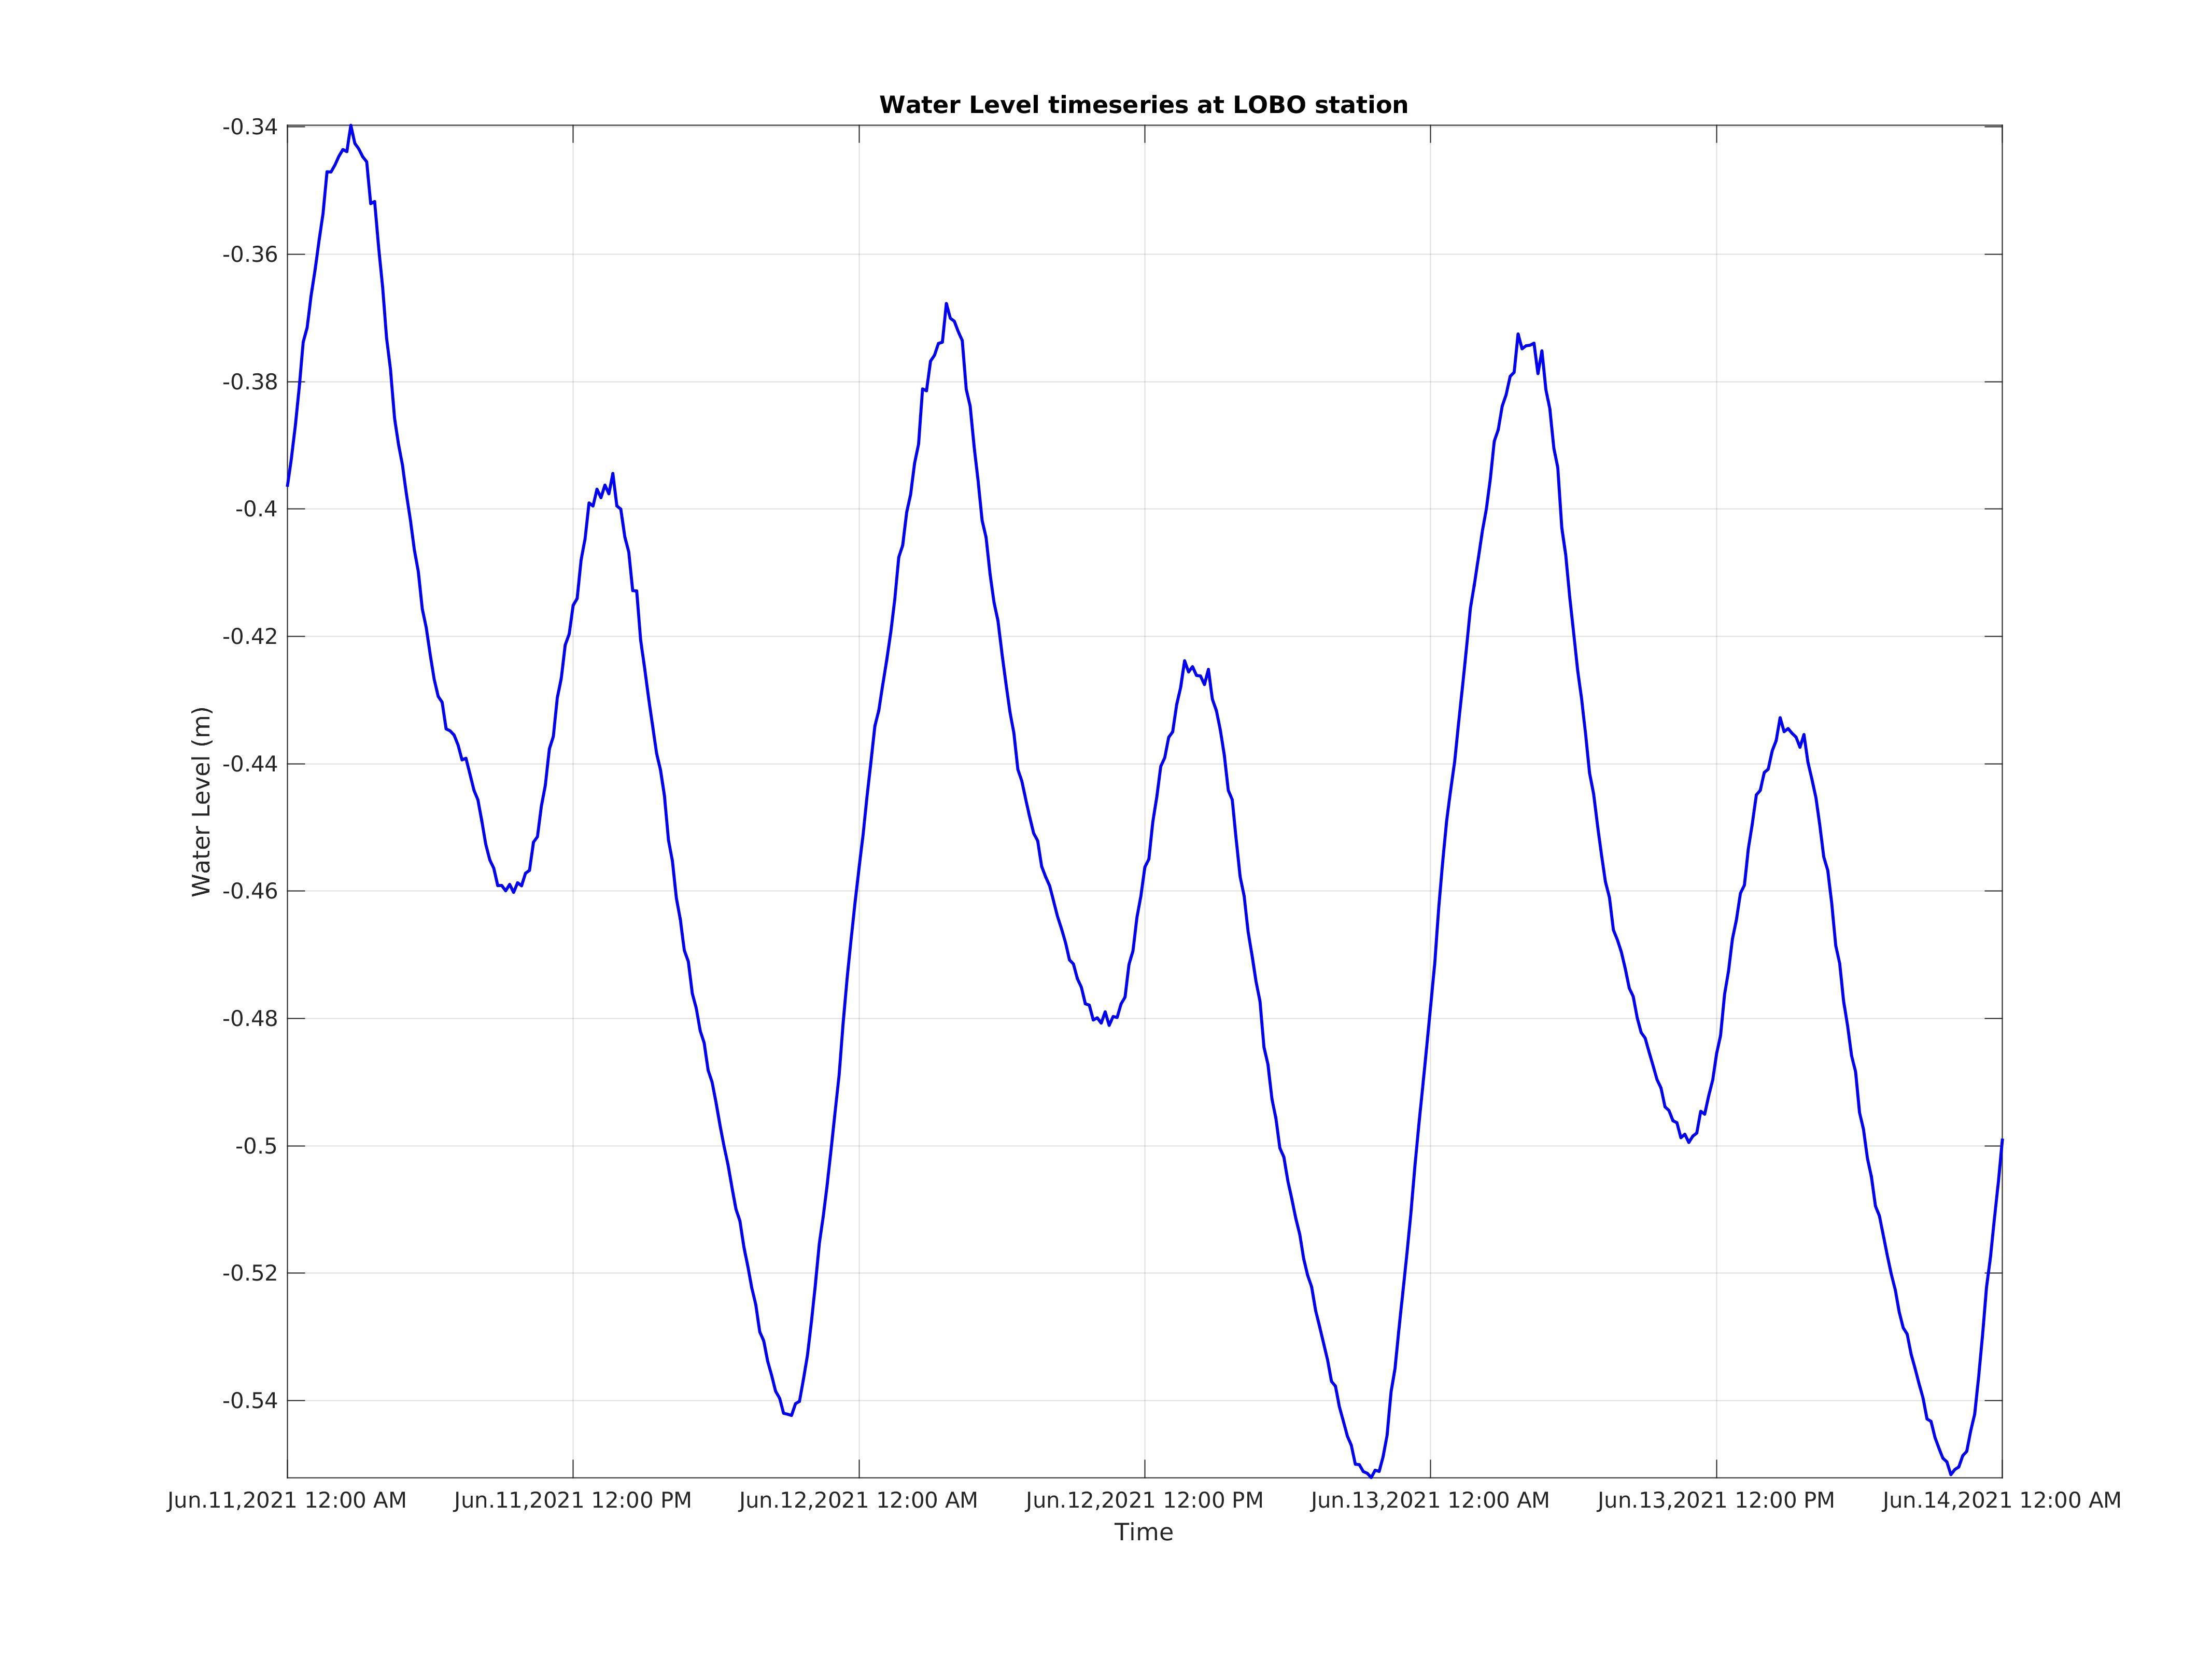 Water Level timeseries at LOBO station
-0.34
-0.36
-0.38
-0.4
-0.42
-0.44
-0.46
-0.48
-0.5
-0.52
-0.54
Water Level (m)
Jun.11,2021 12:00 AM Jun.11,2021 12:00 PM Jun.12,2021 12:00 AM Jun.12,2021 12:00 PM Jun.13,2021 12:00 AM Jun.13,2021 12:00 PM Jun.14,2021 12:00 AM
Time